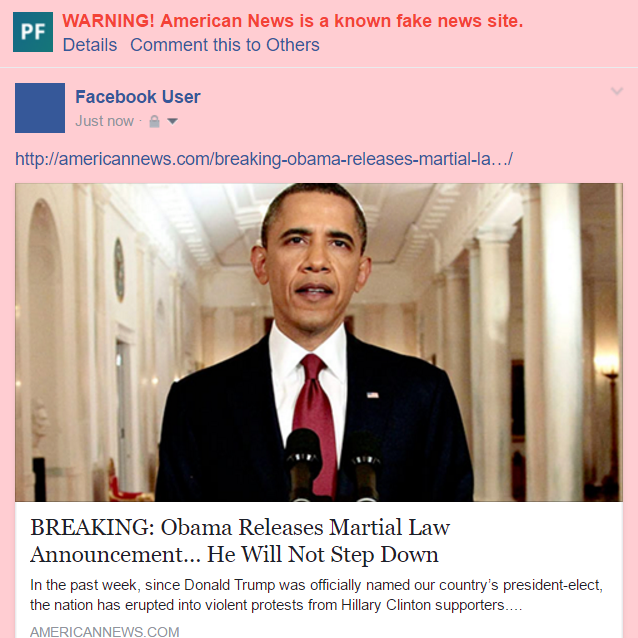 PF
WARNING! American News is a known fake news site.
Details Comment this to Others
Facebook User
Just now ·
http://americannews.com/breaking-obama-releases-martial-la…/
BREAKING: Obama Releases Martial Law
Announcement… He Will Not Step Down
In the past week, since Donald Trump was officially named our country's president-elect,
the nation has erupted into violent protests from Hillary Clinton supporters….
AMERICANNEWS.COM